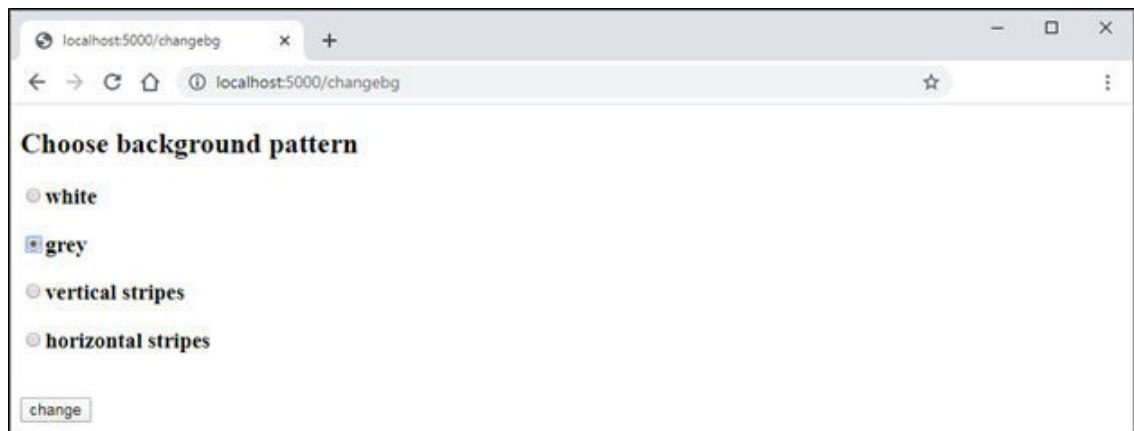 localhost:5000/changebg
localhost:5000/changebg
Choose background pattern
white
grey
vertical stripes
horizontal stripes
change